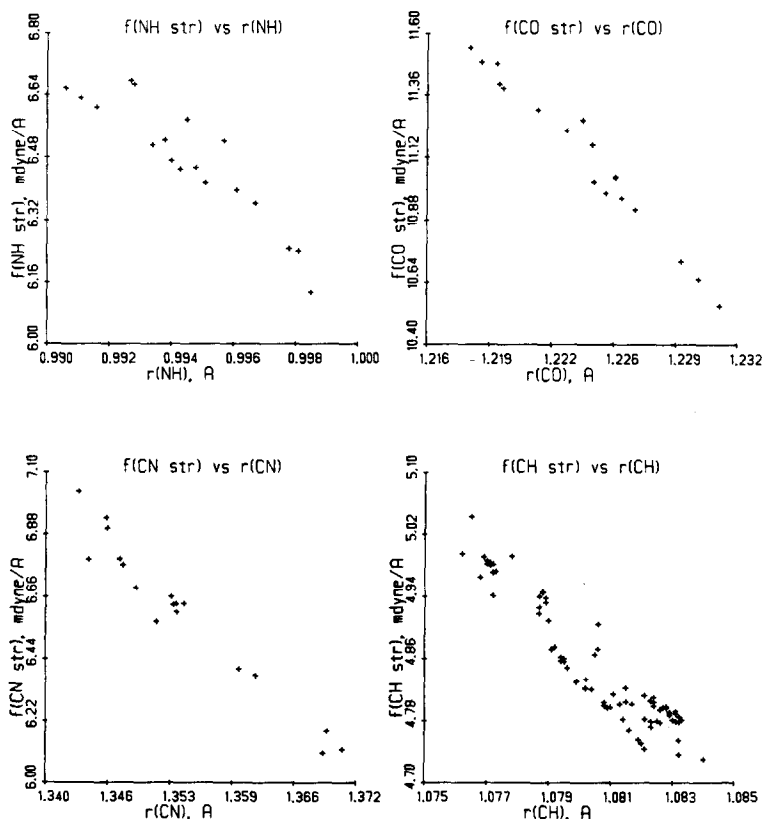 f(NH str) vs r(NH)
f(NH str), mdyne/A
6.80
6.64
6.48
6.32
6.16
6.00
0.990 0.992 0.994 0.996 0.998 1.000
r(NH), A
f(CO str) vs r(CO)
f(CO str), mdyne/A
11.60
11.36
11.12
10.88
10.64
10.40
1.216 1.219 1.222 1.226 1.229 1.232
r(CO), A
f(CN str) vs r(CN)
f(CN str), mdyne/A
7.10
6.88
6.66
6.44
6.22
6.00
1.340 1.346 1.353 1.359 1.366 1.372
r(CN), A
f(CH str) vs r(CH)
f(CH str), mdyne/A
5.10
5.02
4.94
4.86
4.78
4.70
1.075 1.077 1.079 1.081 1.083 1.085
r(CH), A